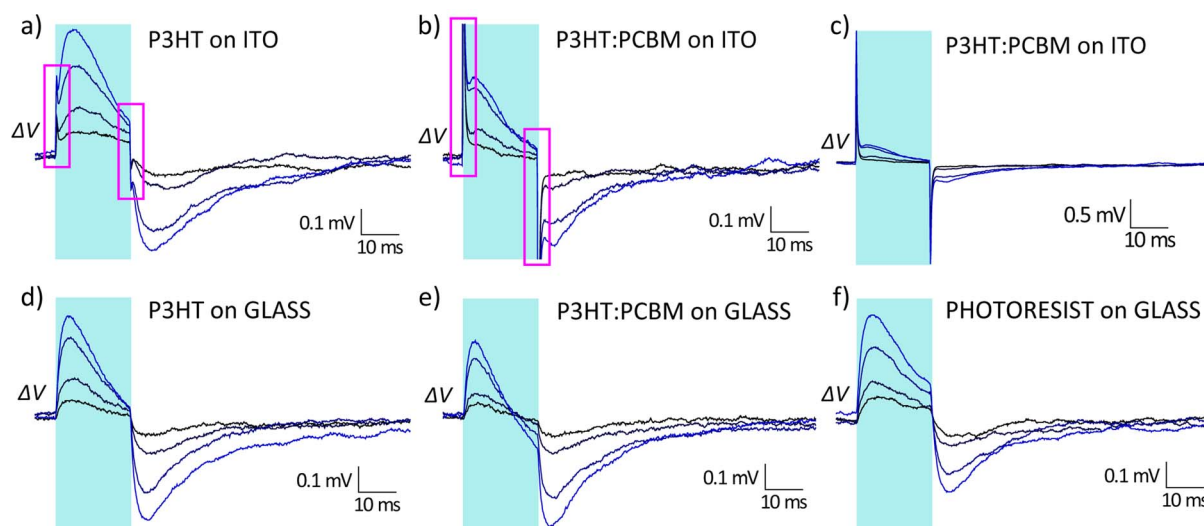 a)
P3HT on ITO
ΔV
0.1 mV
10 ms
b)
P3HT:PCBM on ITO
ΔV
0.1 mV
10 ms
c)
P3HT:PCBM on ITO
ΔV
0.5 mV
10 ms
d)
P3HT on GLASS
ΔV
0.1 mV
10 ms
e)
P3HT:PCBM on GLASS
ΔV
0.1 mV
10 ms
f)
PHOTORESIST on GLASS
ΔV
0.1 mV
10 ms